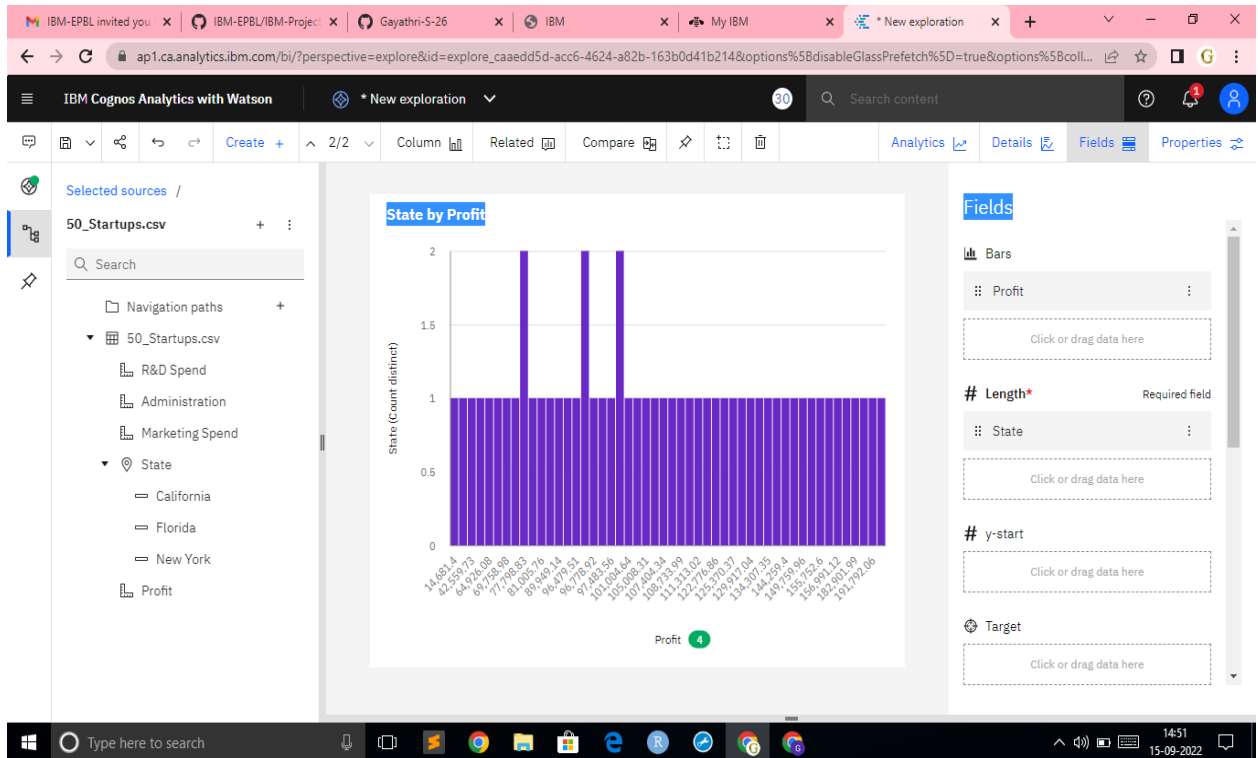 IBM-EPBL invited you
IBM-EPBL/IBM-Project
Gayathri-S-26
IBM
My IBM
* New exploration
ap1.ca.analytics.ibm.com/bi/?perspective=explore&id=explore_caaedd5d-acc6-4624-a82b-163b0d41b214&options%5BdisableGlassPrefetch%5D=true&options%5Bcoll...
G
IBM Cognos Analytics with Watson
* New exploration
30
Search content
1
Create +
2/2
Column
Related
Compare
Analytics
Details
Fields
Properties
Selected sources /
50_Startups.csv
Search
Navigation paths
50_Startups.csv
R&D Spend
Administration
Marketing Spend
State
California
Florida
New York
Profit
State by Profit
State (Count distinct)
2
1.5
1
0.5
0
14,681.4
42,559.73
64,926.08
69,758.98
77,798.83
81,005.76
89,949.14
96,479.51
96,778.92
97,483.56
101,004.64
105,008.31
107,404.34
108,733.99
111,313.02
122,776.86
125,370.37
129,917.04
134,307.35
144,259.4
149,759.96
155,752.6
156,991.12
182,901.99
191,792.06
Profit 4
Fields
Bars
Profit
Click or drag data here
# Length* Required field
State
Click or drag data here
# y-start
Click or drag data here
Target
Click or drag data here
Type here to search
14:51
15-09-2022